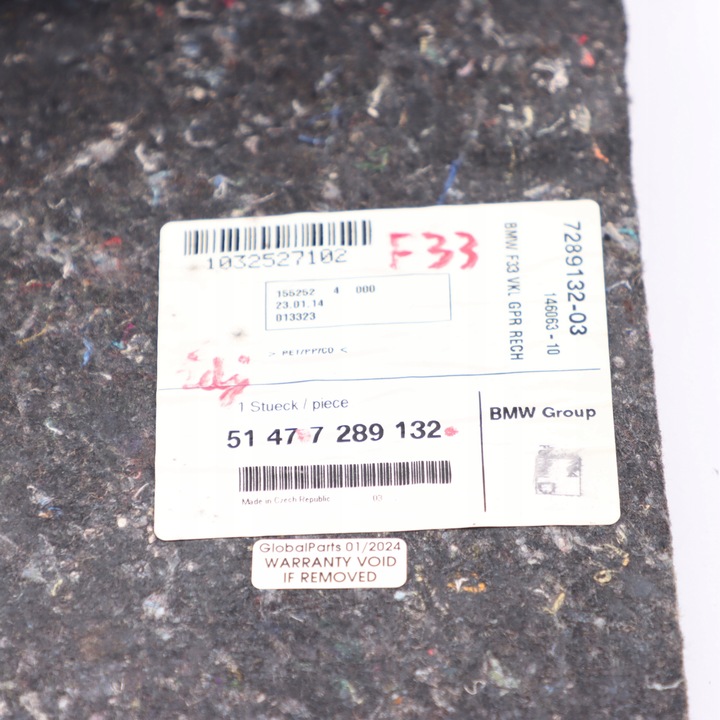 1032527102
F33
155252 4 000
23.01.14
013323
> PET/PP/CO <
BMW F33 VKL GPR RECH
146063-10
7289132-03
1 Stueck / piece
51 47 7 289 132
Made in Czech Republic 03
BMW Group
GlobalParts 01/2024
WARRANTY VOID
IF REMOVED